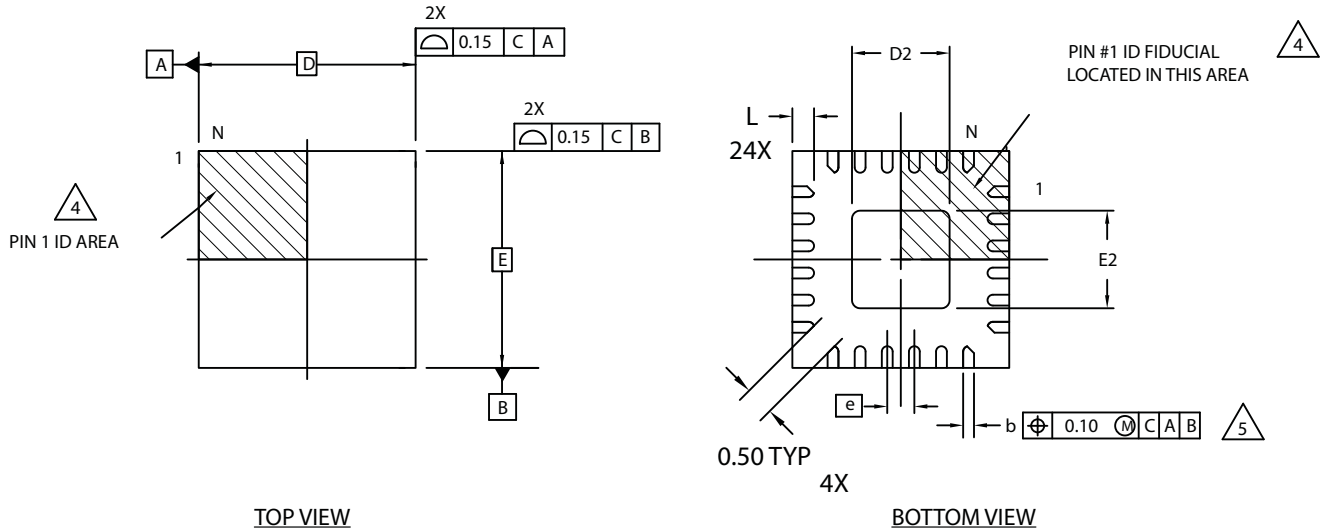 2X
0.15 C A
A
D
2X
0.15 C B
N
1
4
PIN 1 ID AREA
E
B
TOP VIEW
D2
PIN #1 ID FIDUCIAL
LOCATED IN THIS AREA
4
L
24X
N
1
E2
e
b ⌖ 0.10 Ⓜ C A B
5
0.50 TYP
4X
BOTTOM VIEW